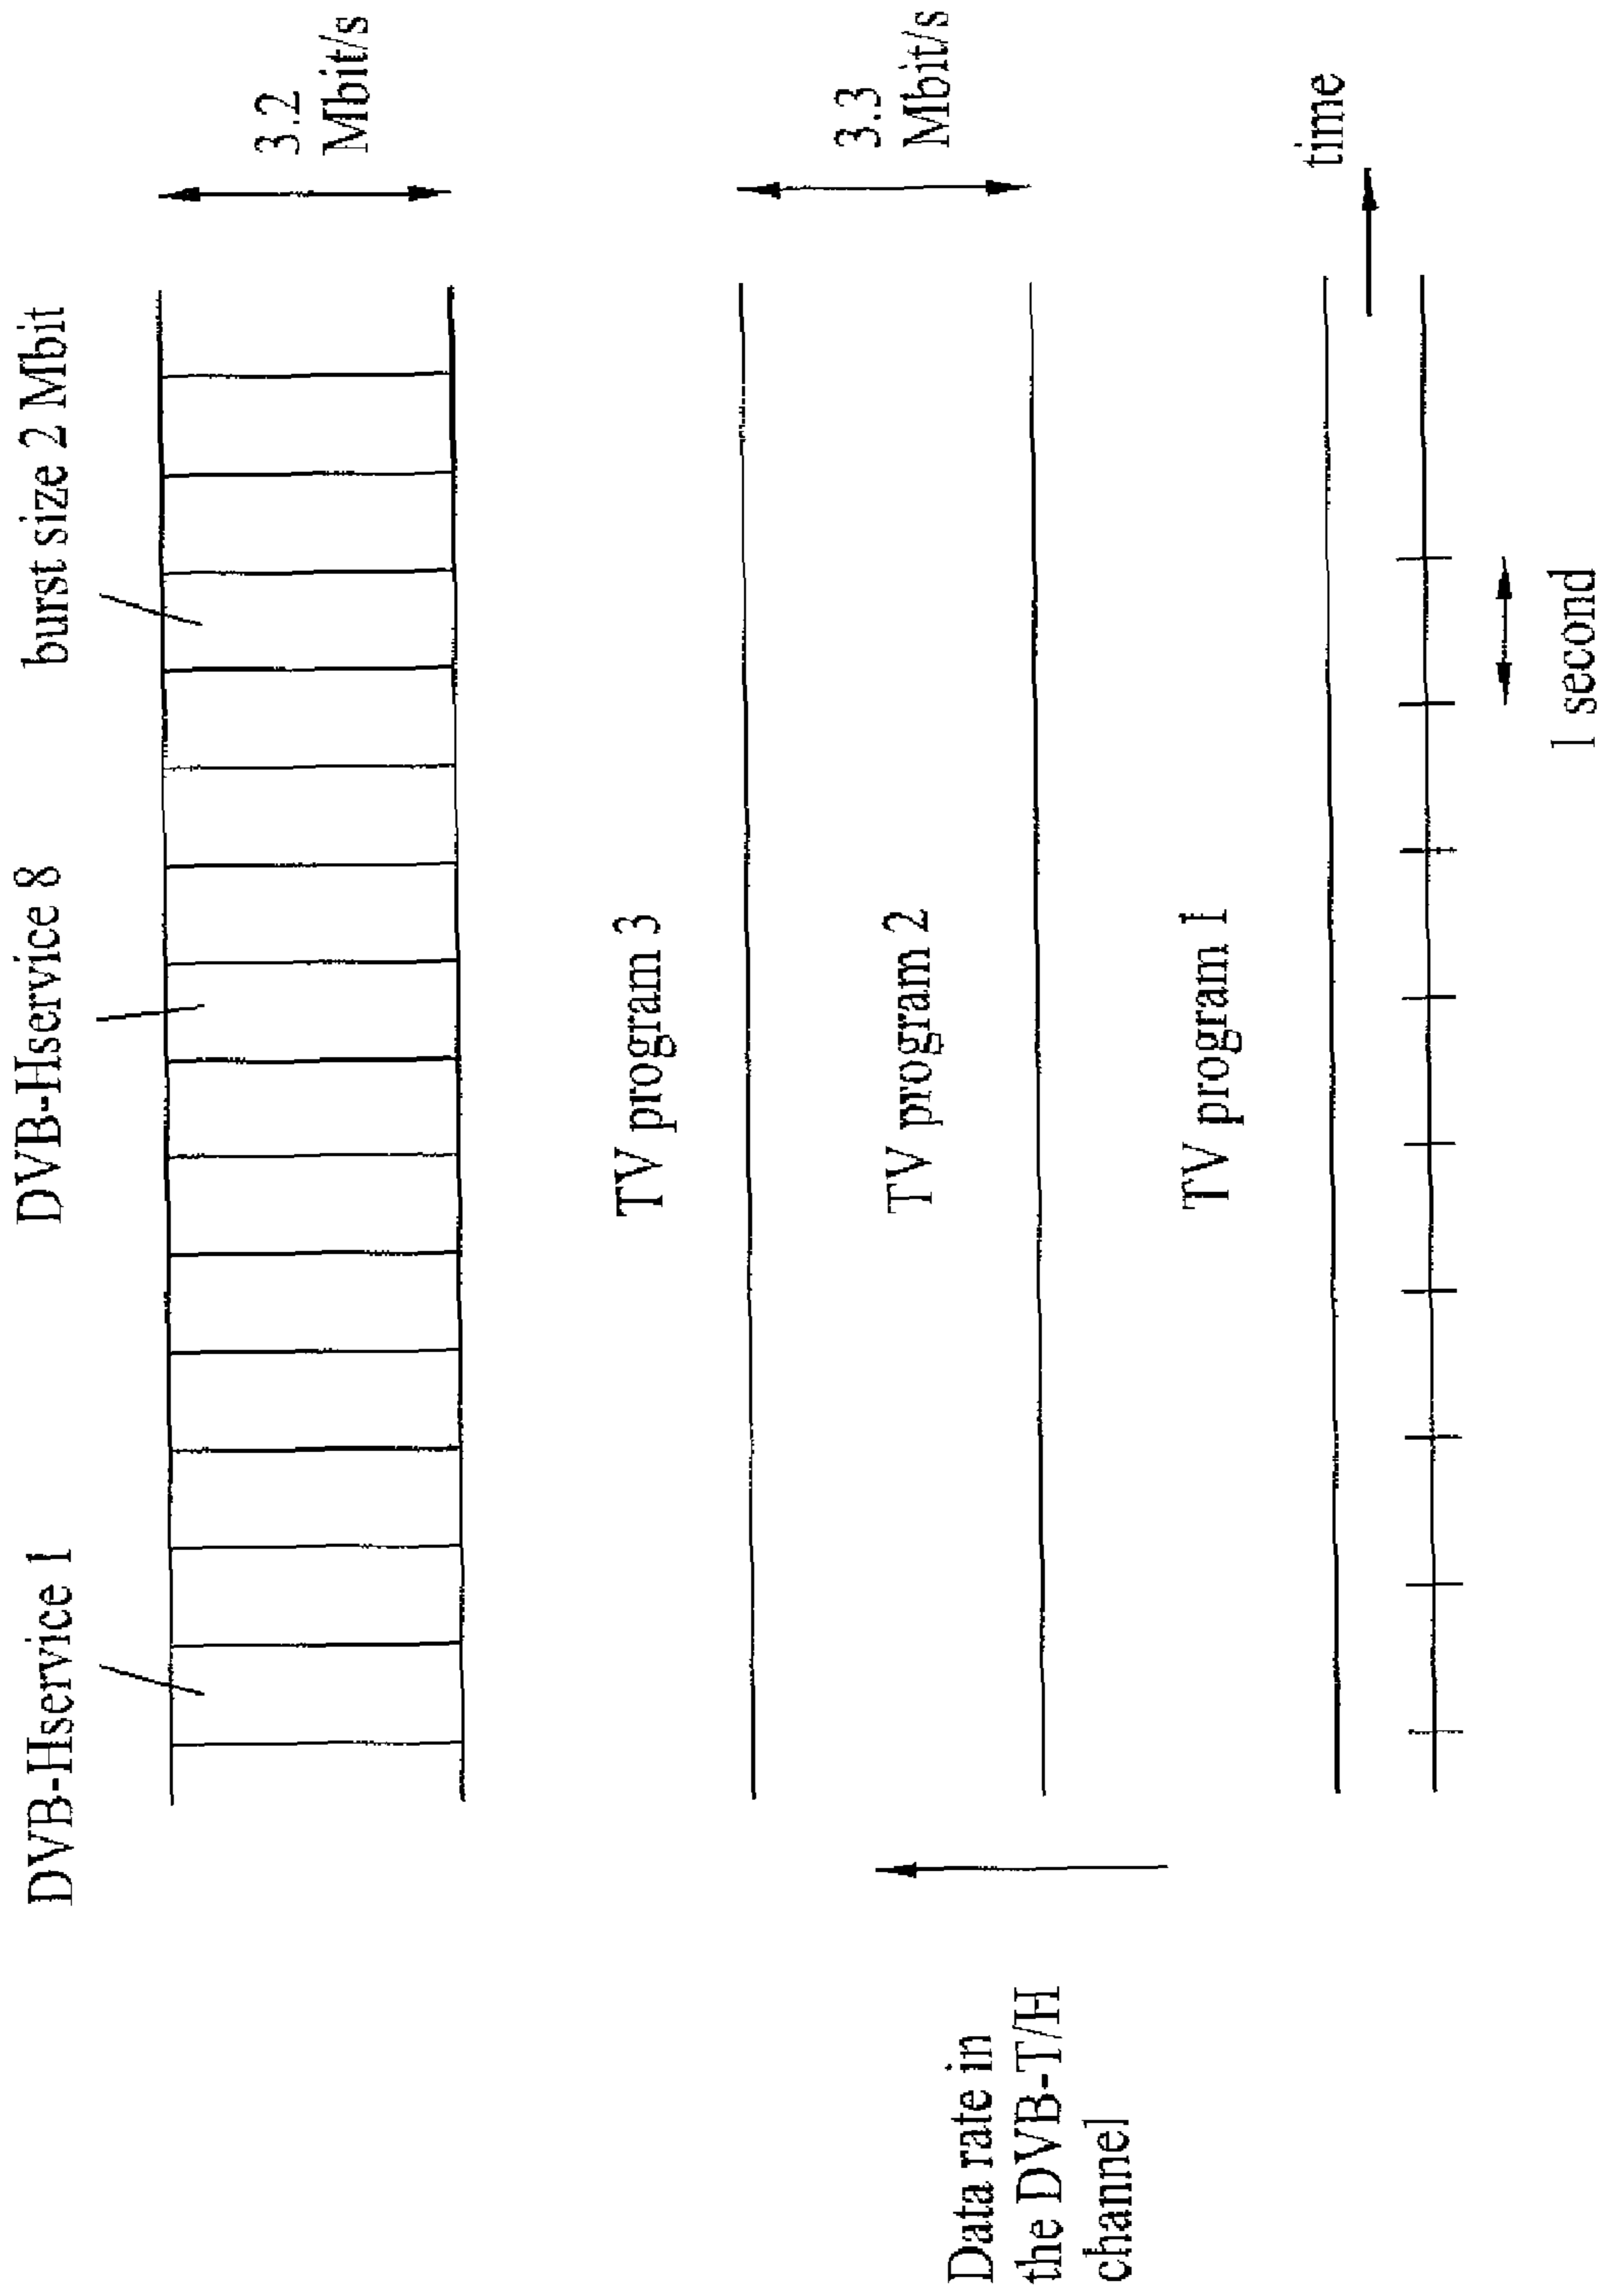 DVB-Hservice 1
DVB-Hservice 8
burst size 2 Mbit
3.2
Mbit/s
TV program 3
TV program 2
3.3
Mbit/s
Data rate in
the DVB-T/H
channel
TV program 1
time
1 second